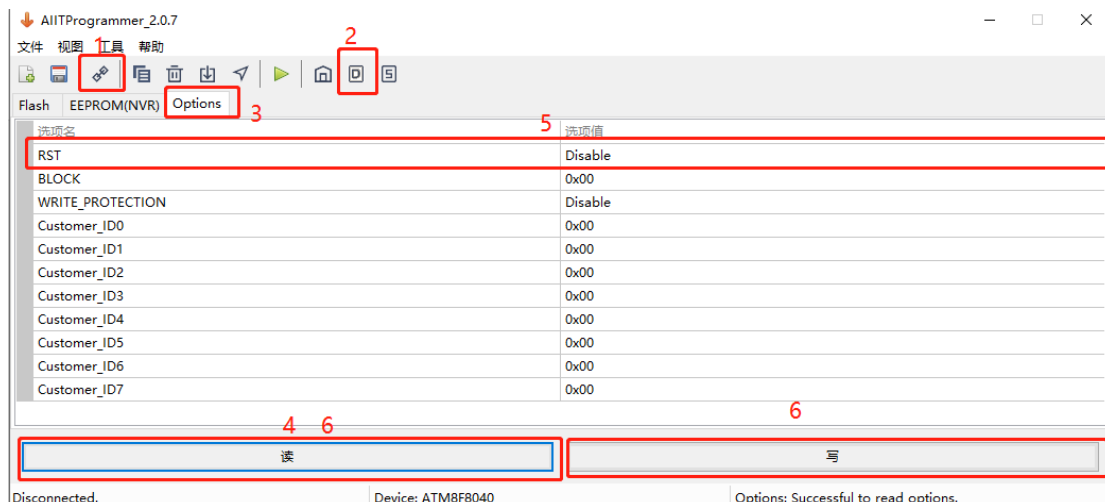 AIITProgrammer_2.0.7
文件 视图 工具 帮助
1
2
D S
Flash EEPROM(NVR) Options
3
选项名 5 选项值
RST Disable
BLOCK 0x00
WRITE_PROTECTION Disable
Customer_ID0 0x00
Customer_ID1 0x00
Customer_ID2 0x00
Customer_ID3 0x00
Customer_ID4 0x00
Customer_ID5 0x00
Customer_ID6 0x00
Customer_ID7 0x00
4 6 6
读 写
Disconnected. Device: ATM8F8040 Options: Successful to read options.